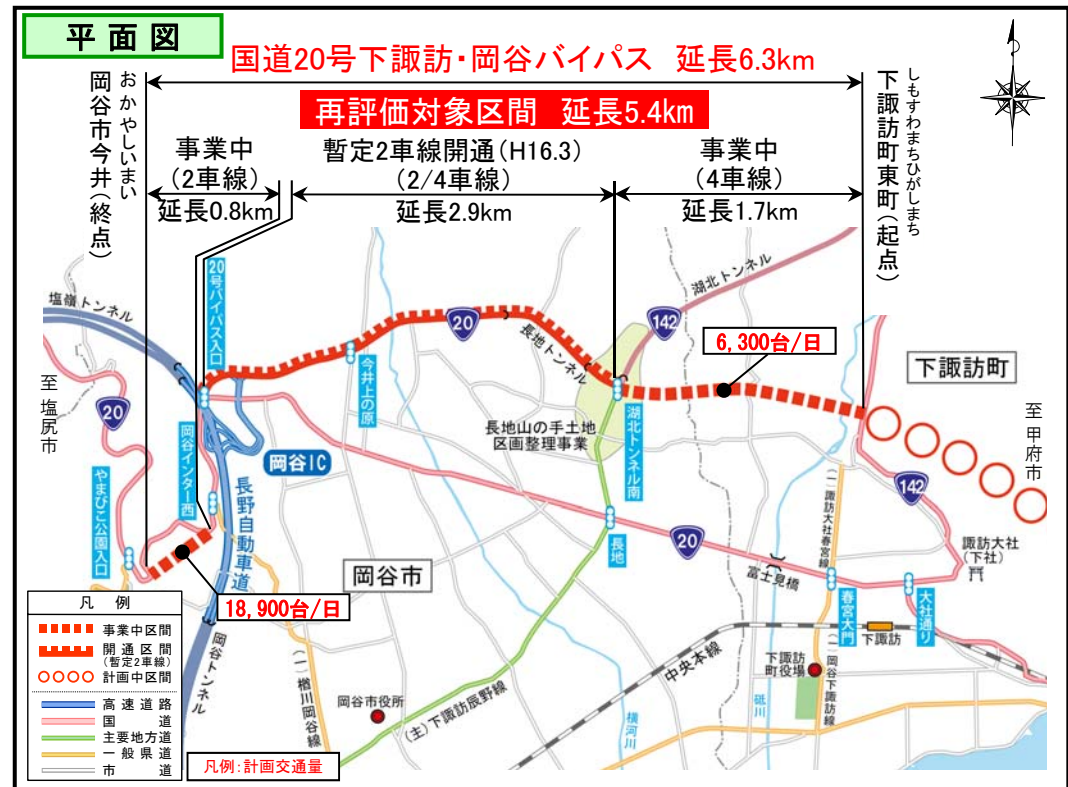 平面図
国道20号下諏訪・岡谷バイパス 延長6.3km
再評価対象区間 延長5.4km
おかやしいまい
岡谷市今井(終点)
事業中
(2車線)
延長0.8km
暫定2車線開通(H16.3)
(2/4車線)
延長2.9km
事業中
(4車線)
延長1.7km
しもすわまちひがしまち
下諏訪町東町(起点)
塩嶺トンネル
20号バイパス入口
20
今井上の原
長地トンネル
湖北トンネル
142
6,300台/日
下諏訪町
至塩尻市
20
岡谷インター西
岡谷IC
長野自動車道
やまびこ公園入口
長地山の手土地
区画整理事業
湖北トンネル南
至甲府市
142
(一)諏訪大社春宮線
長地
20
富士見橋
諏訪大社
(下社)
春宮大門
大社通り
岡谷市
18,900台/日
岡谷トンネル
(一)楢川岡谷線
岡谷市役所
(主)下諏訪辰野線
中央本線
横河川
砥川
下諏訪
下諏訪
町役場
(一)岡谷下諏訪線
凡例
事業中区間
開通区間
(暫定2車線)
計画中区間
高速道路
国道
主要地方道
一般県道
市道
凡例:計画交通量